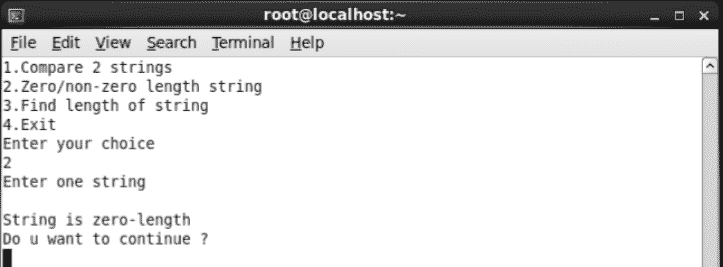 root@localhost:~
File Edit View Search Terminal Help
1.Compare 2 strings
2.Zero/non-zero length string
3.Find length of string
4.Exit
Enter your choice
2
Enter one string
String is zero-length
Do u want to continue ?